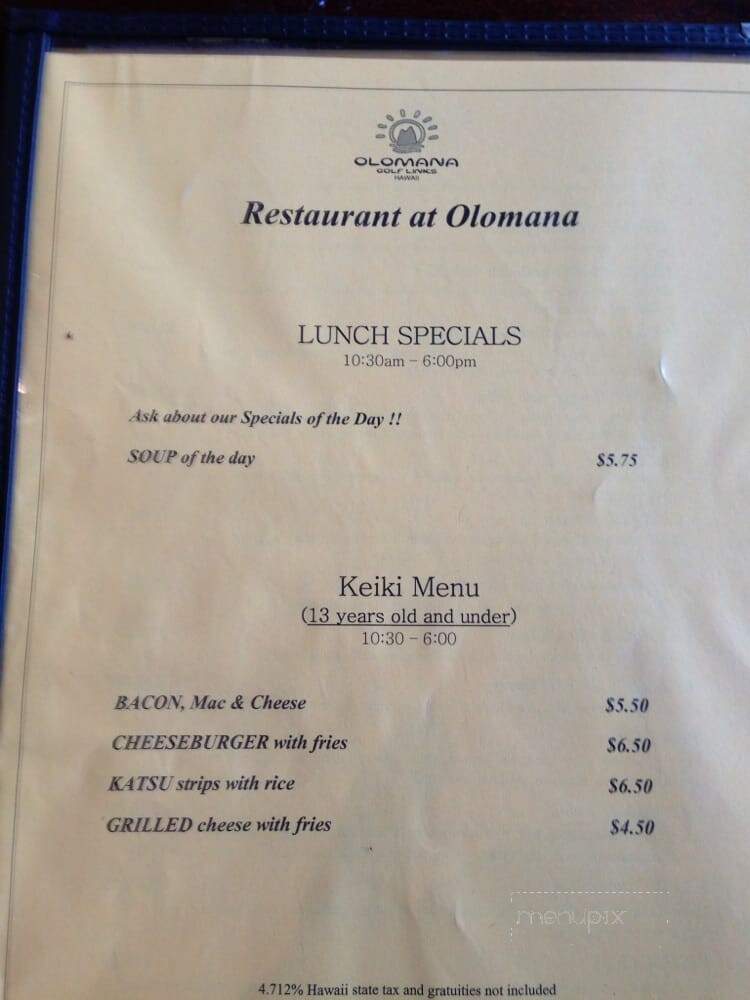 OLOMANA
GOLF LINKS
HAWAII
Restaurant at Olomana
LUNCH SPECIALS
10:30am - 6:00pm
Ask about our Specials of the Day !!
SOUP of the day $5.75
Keiki Menu
(13 years old and under)
10:30 - 6:00
BACON, Mac & Cheese $5.50
CHEESEBURGER with fries $6.50
KATSU strips with rice $6.50
GRILLED cheese with fries $4.50
menupix
4.712% Hawaii state tax and gratuities not included